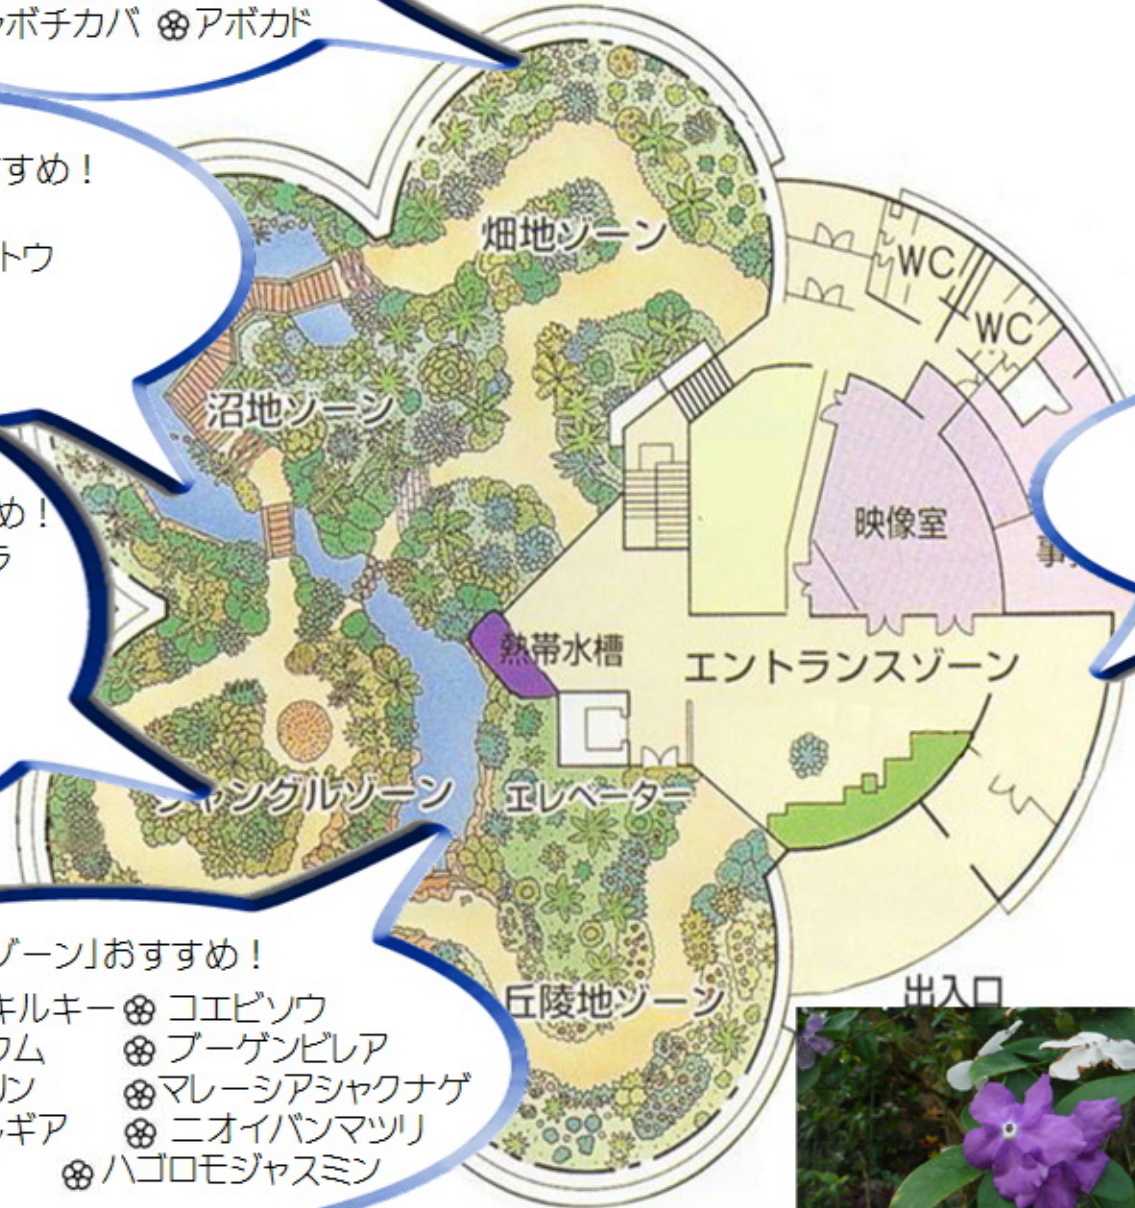 ャボチカバ アボカド
すめ！
トウ
め！
ラ
畑地ゾーン
WC
WC
沼地ゾーン
映像室
事
熱帯水槽
エントランスゾーン
ジャングルゾーン
エレベーター
丘陵地ゾーン
出入口
ゾーン」おすすめ！
キルキー コエビソウ
ウム ブーゲンビレア
リン マレーシアシャクナゲ
ルギア ニオイバンマツリ
ハゴロモジャスミン